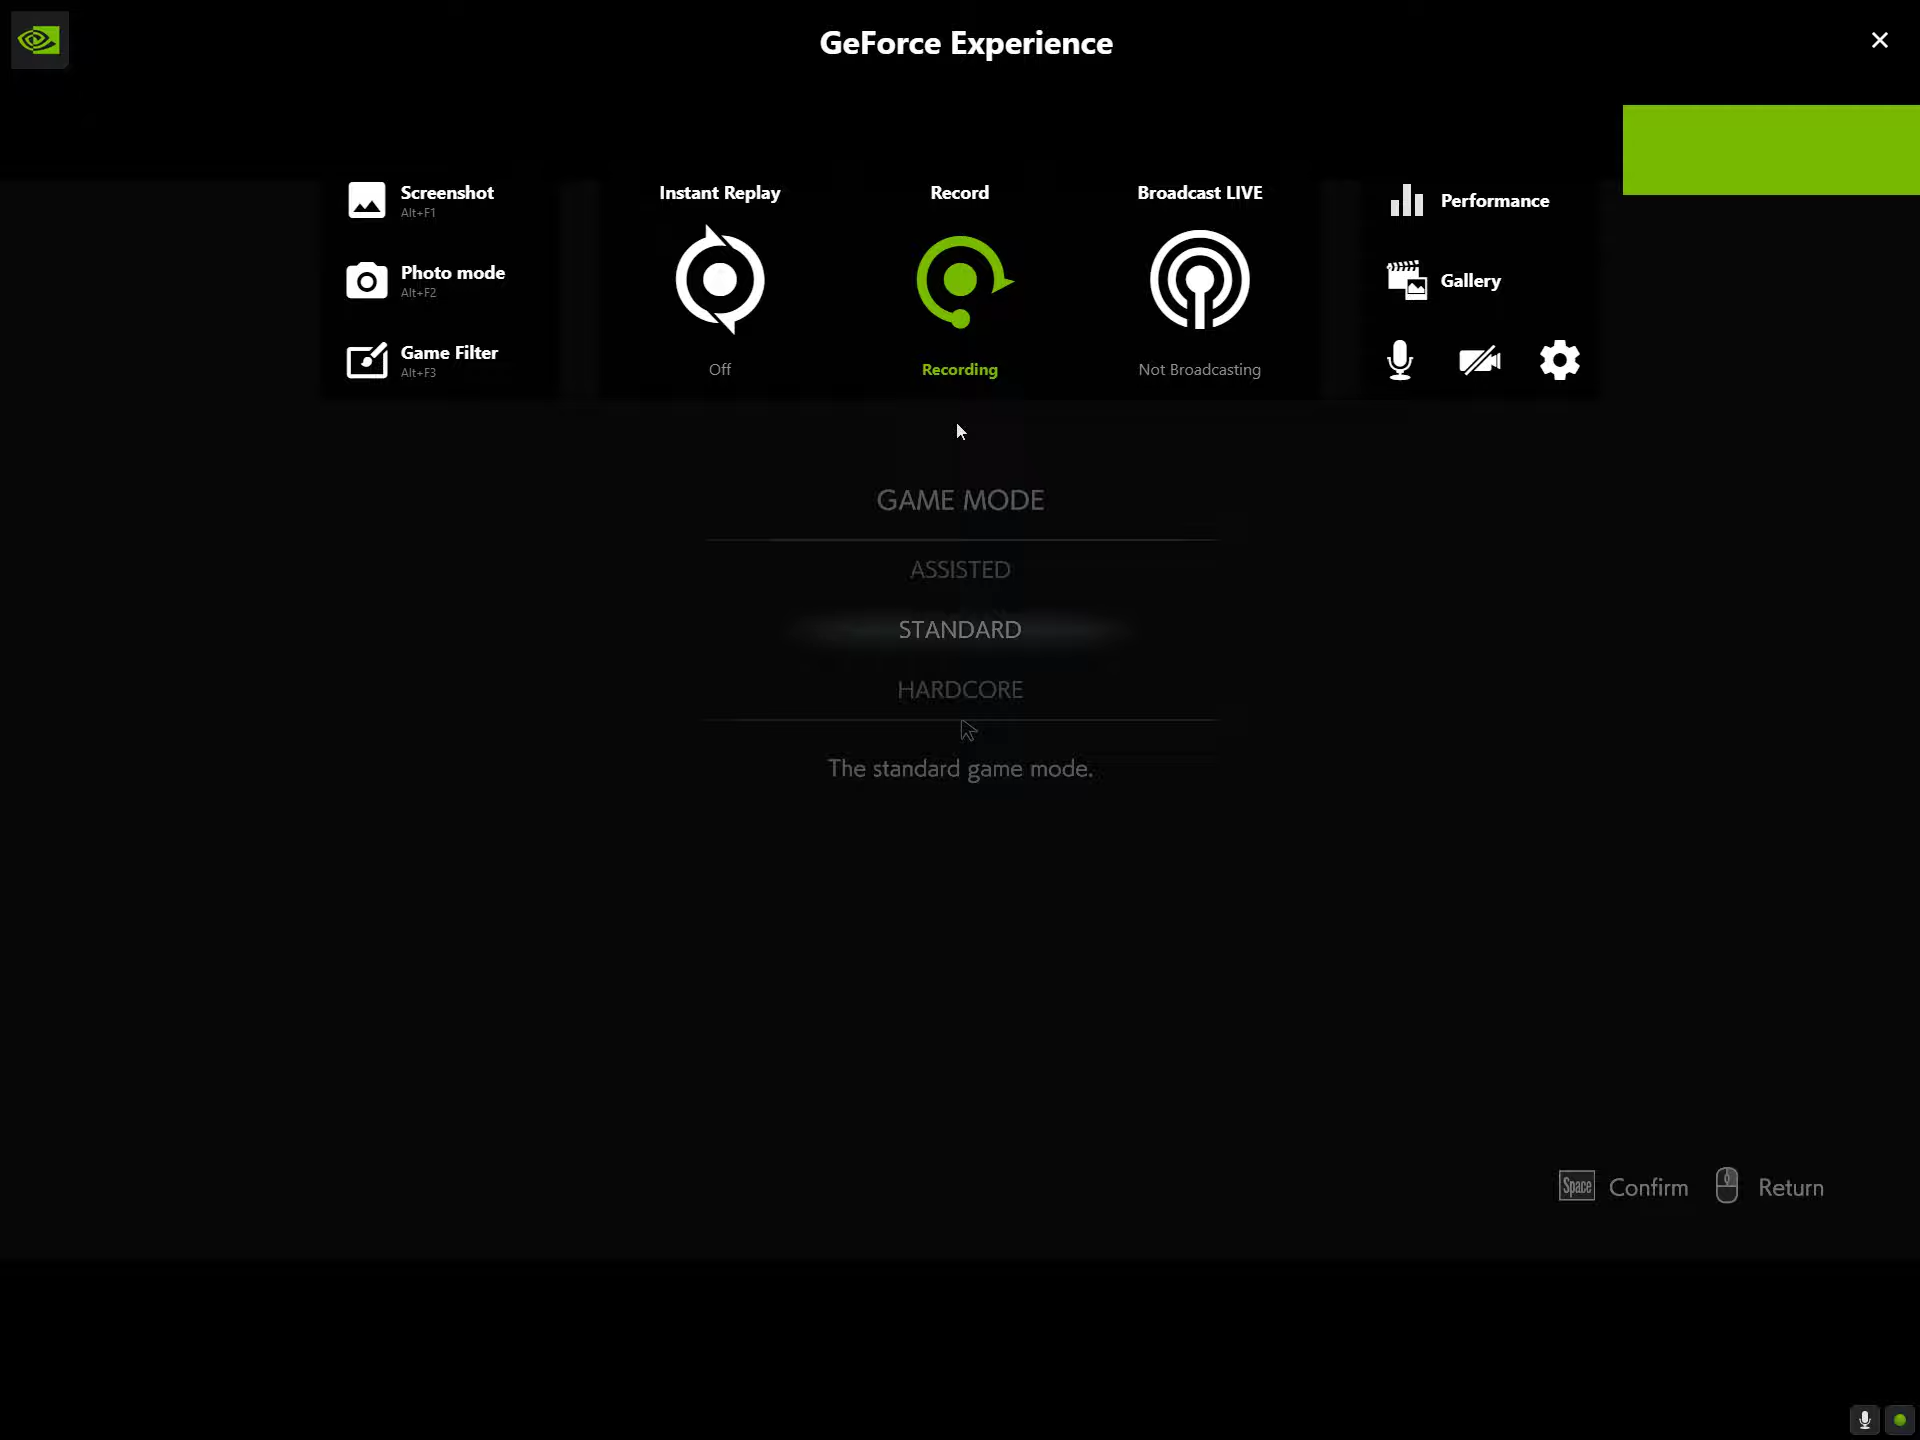 GeForce Experience
Screenshot
Alt+F1
Photo mode
Alt+F2
Game Filter
Alt+F3
Instant Replay
Off
Record
Recording
Broadcast LIVE
Not Broadcasting
Performance
Gallery
GAME MODE
ASSISTED
STANDARD
HARDCORE
The standard game mode.
Space Confirm Return